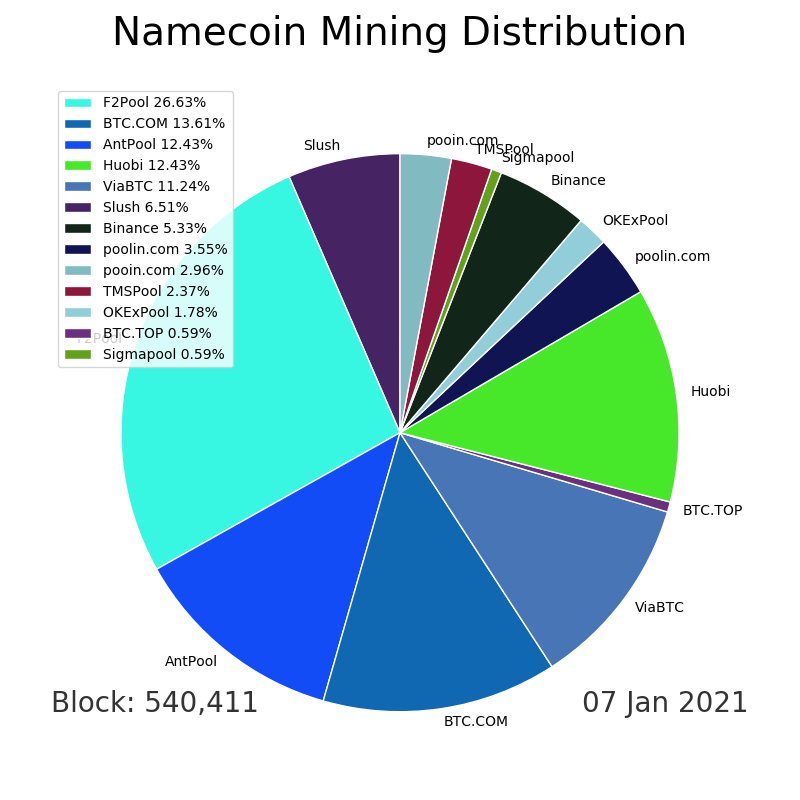 Namecoin Mining Distribution
F2Pool 26.63%
BTC.COM 13.61%
AntPool 12.43%
Huobi 12.43%
ViaBTC 11.24%
Slush 6.51%
Binance 5.33%
poolin.com 3.55%
pooin.com 2.96%
TMSPool 2.37%
OKExPool 1.78%
BTC.TOP 0.59%
Sigmapool 0.59%
Slush
pooin.com
TMSPool
Sigmapool
Binance
OKExPool
poolin.com
F2Pool
Huobi
BTC.TOP
ViaBTC
AntPool
BTC.COM
Block: 540,411
07 Jan 2021